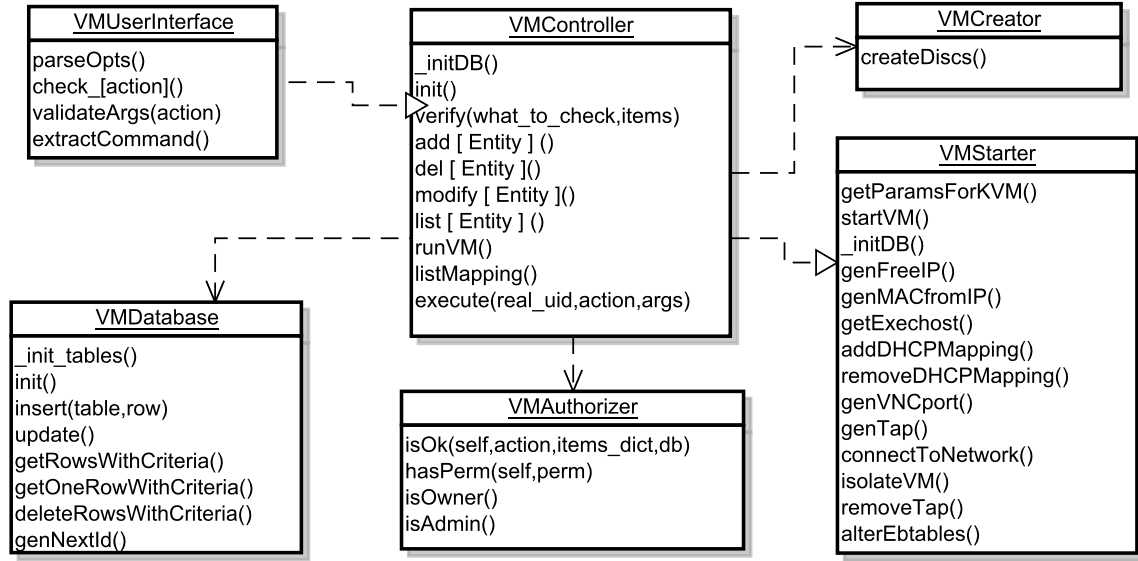 VMUserInterface
parseOpts()
check_[action]()
validateArgs(action)
extractCommand()
VMController
_initDB()
init()
verify(what_to_check,items)
add [ Entity ] ()
del [ Entity ]()
modify [ Entity ]()
list [ Entity ] ()
runVM()
listMapping()
execute(real_uid,action,args)
VMCreator
createDiscs()
VMStarter
getParamsForKVM()
startVM()
_initDB()
genFreeIP()
genMACfromIP()
getExechost()
addDHCPMapping()
removeDHCPMapping()
genVNCport()
genTap()
connectToNetwork()
isolateVM()
removeTap()
alterEbtables()
VMDatabase
_init_tables()
init()
insert(table,row)
update()
getRowsWithCriteria()
getOneRowWithCriteria()
deleteRowsWithCriteria()
genNextId()
VMAuthorizer
isOk(self,action,items_dict,db)
hasPerm(self,perm)
isOwner()
isAdmin()